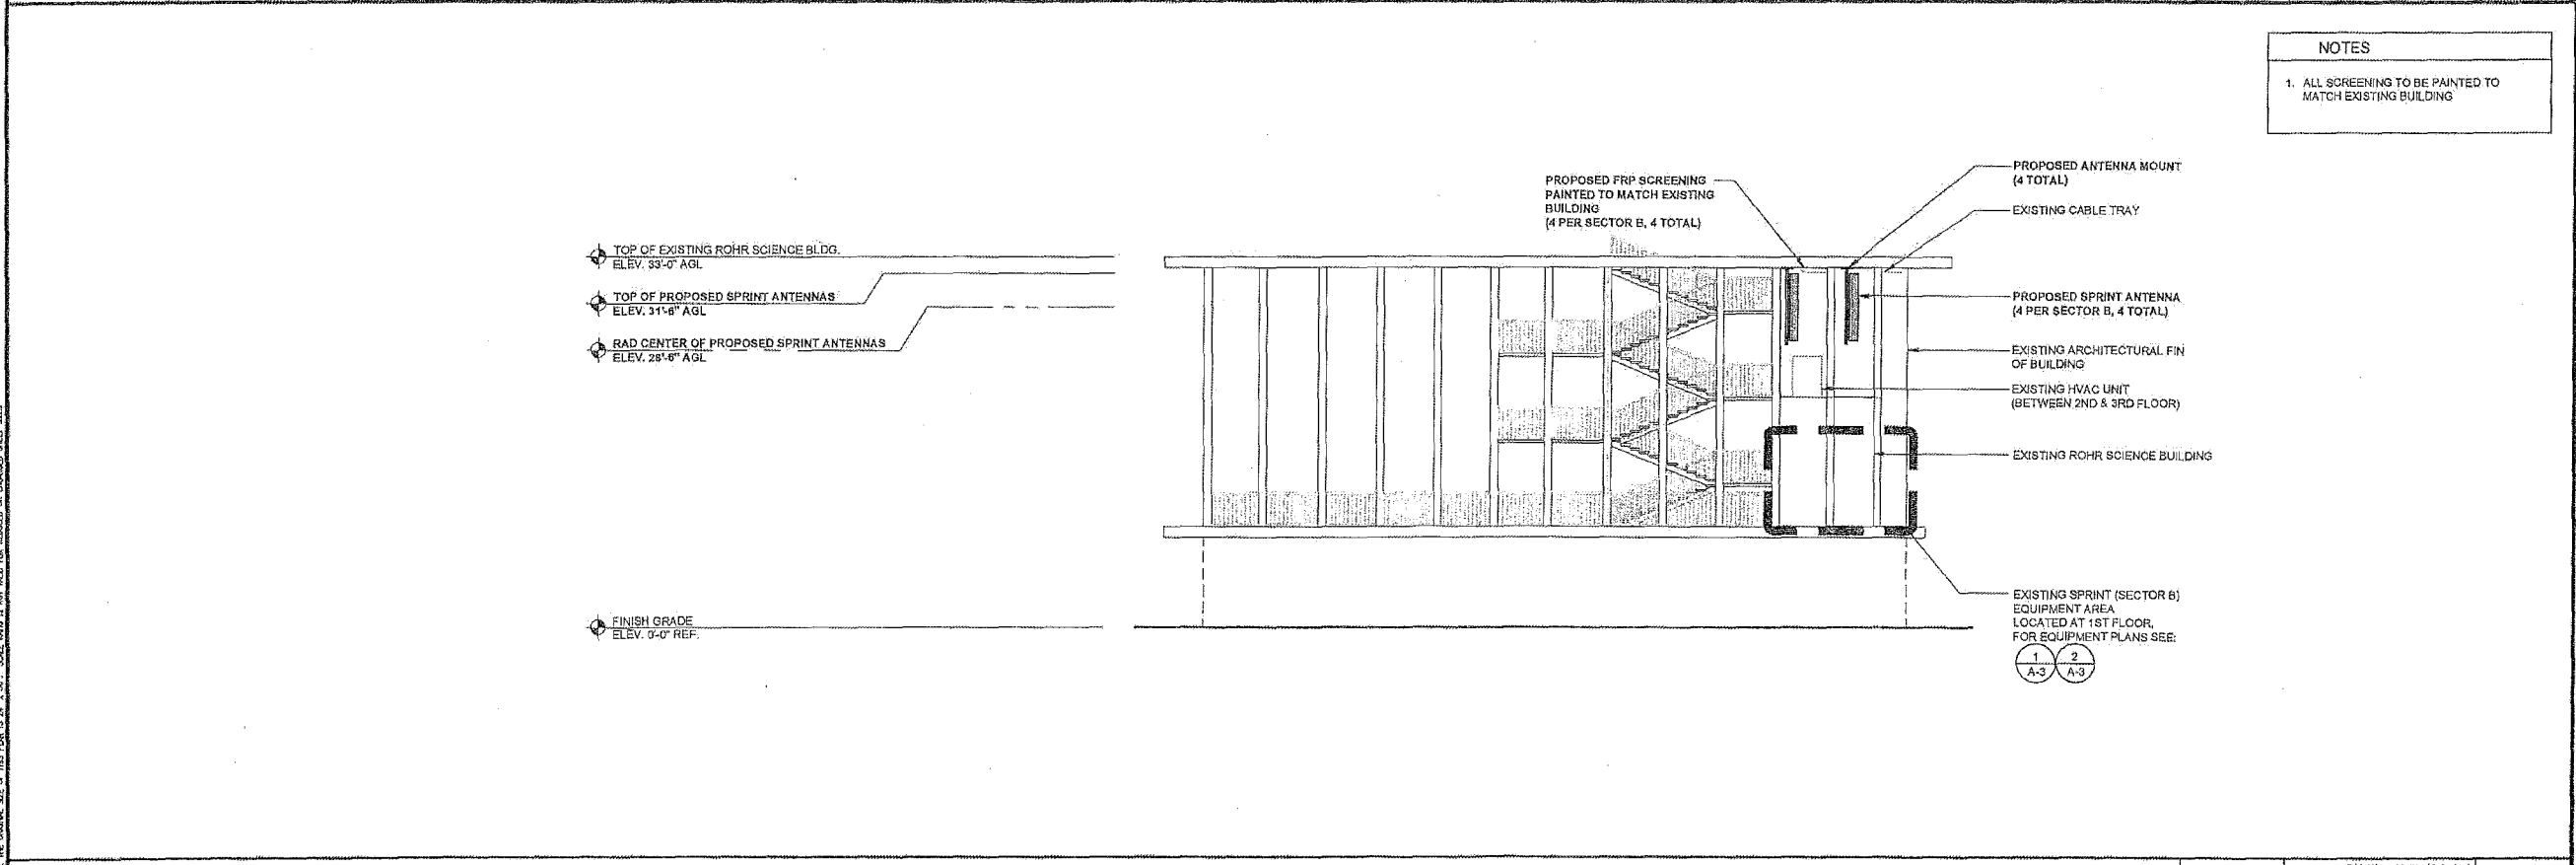 NOTES
1. ALL SCREENING TO BE PAINTED TO
MATCH EXISTING BUILDING
PROPOSED FRP SCREENING
PAINTED TO MATCH EXISTING
BUILDING
(4 PER SECTOR B, 4 TOTAL)
PROPOSED ANTENNA MOUNT
(4 TOTAL)
EXISTING CABLE TRAY
TOP OF EXISTING ROHR SCIENCE BLDG.
ELEV. 33'-0" AGL
TOP OF PROPOSED SPRINT ANTENNAS
ELEV. 31'-6" AGL
RAD CENTER OF PROPOSED SPRINT ANTENNAS
ELEV. 28'-6" AGL
PROPOSED SPRINT ANTENNA
(4 PER SECTOR B, 4 TOTAL)
EXISTING ARCHITECTURAL FIN
OF BUILDING
EXISTING HVAC UNIT
(BETWEEN 2ND & 3RD FLOOR)
EXISTING ROHR SCIENCE BUILDING
FINISH GRADE
ELEV. 0'-0" REF.
EXISTING SPRINT (SECTOR B)
EQUIPMENT AREA
LOCATED AT 1ST FLOOR,
FOR EQUIPMENT PLANS SEE:
1 2
A-3 A-3